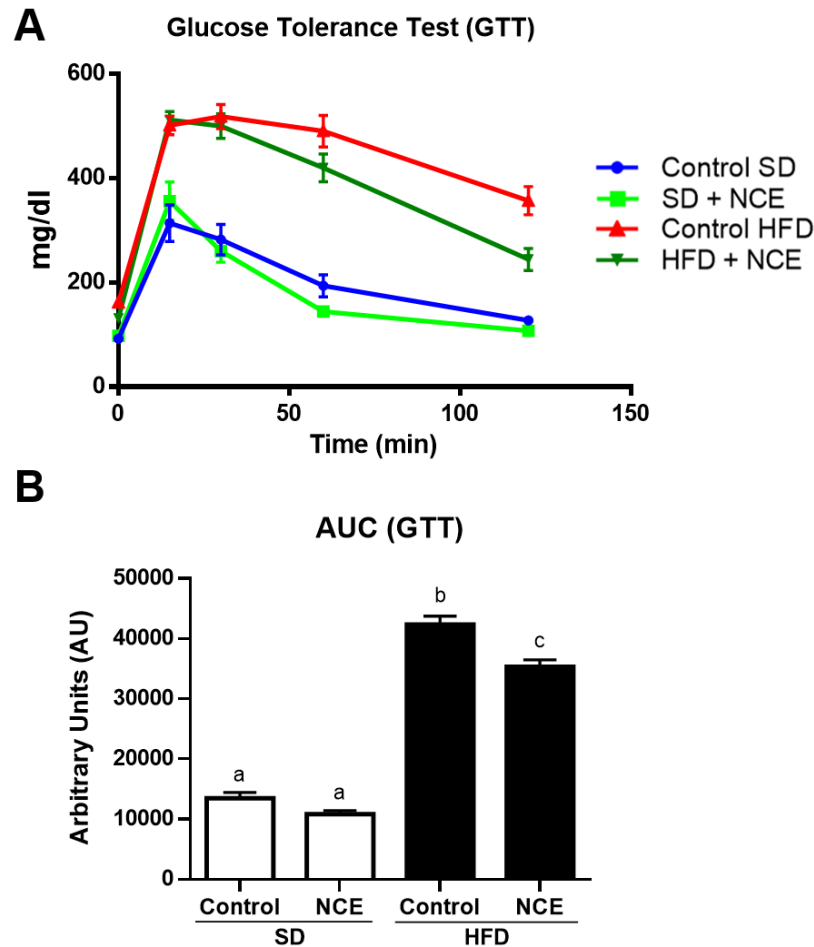 A
Glucose Tolerance Test (GTT)
600
400
200
0
mg/dl
0 50 100 150
Time (min)
Control SD
SD + NCE
Control HFD
HFD + NCE
B
AUC (GTT)
50000
40000
30000
20000
10000
0
Arbitrary Units (AU)
a a b c
Control NCE Control NCE
SD HFD